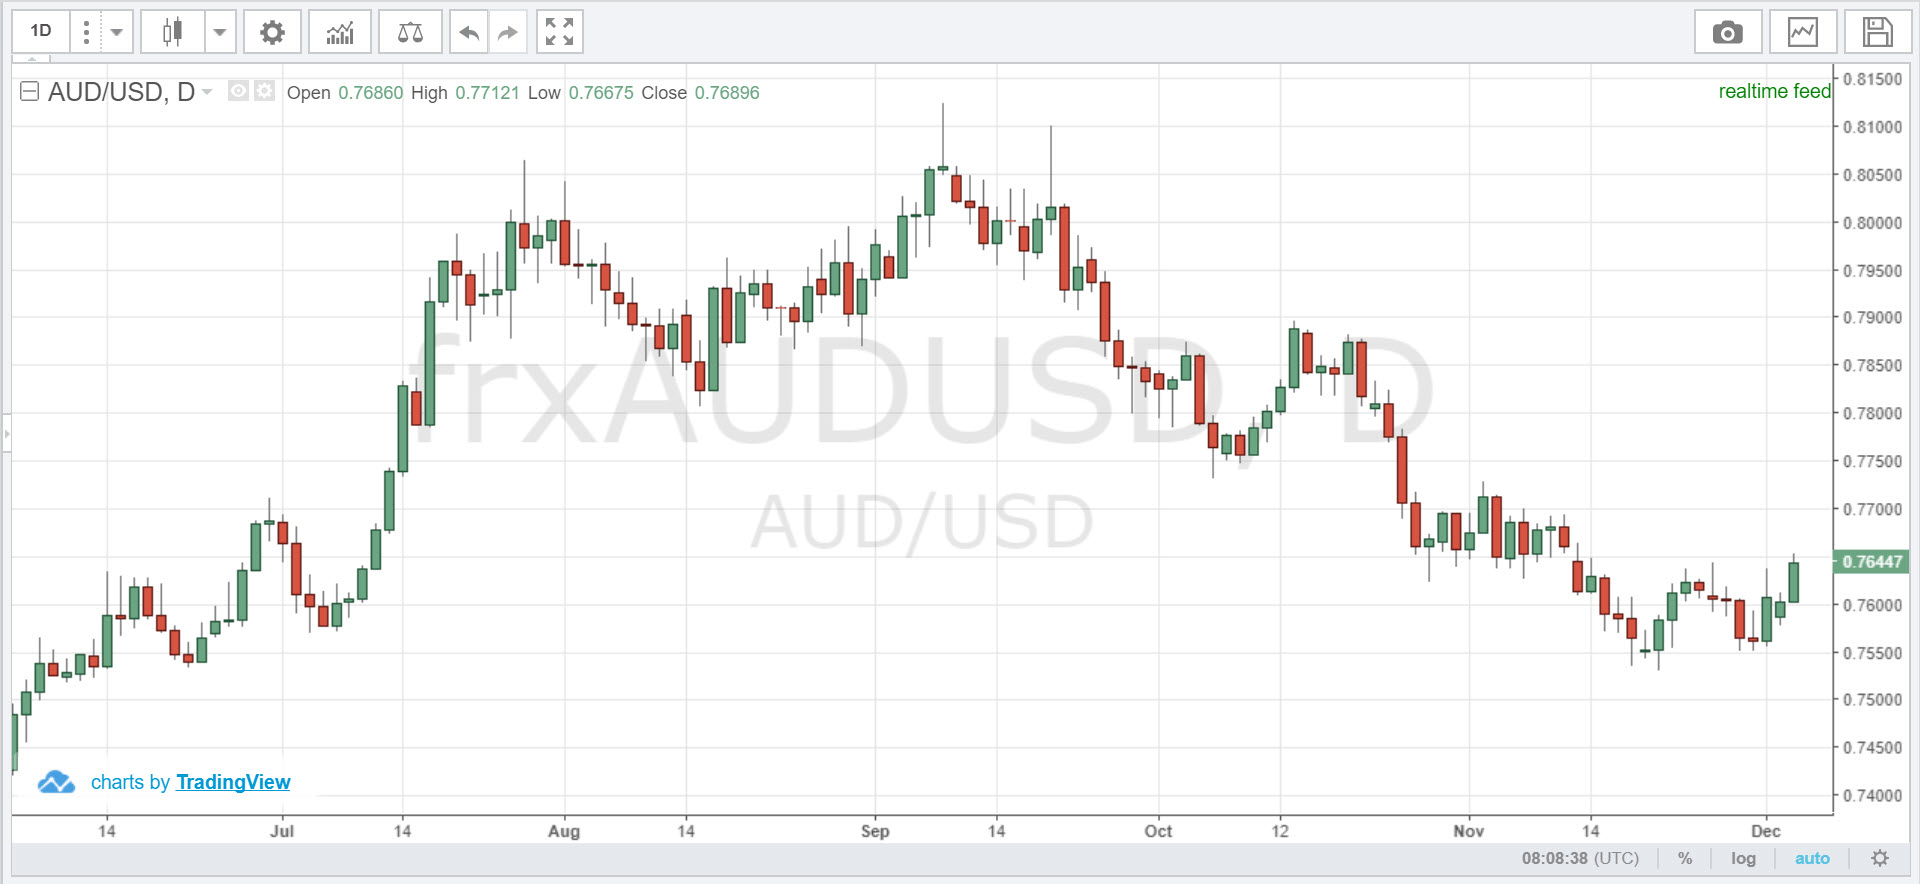 1D
AUD/USD, D Open 0.76860 High 0.77121 Low 0.76675 Close 0.76896
realtime feed
0.81500
0.81000
0.80500
0.80000
0.79500
0.79000
0.78500
0.78000
0.77500
0.77000
0.76447
0.76000
0.75500
0.75000
0.74500
0.74000
frxAUDUSD, D
AUD/USD
charts by TradingView
14 Jul 14 Aug 14 Sep 14 Oct 12 Nov 14 Dec
08:08:38 (UTC) % log auto